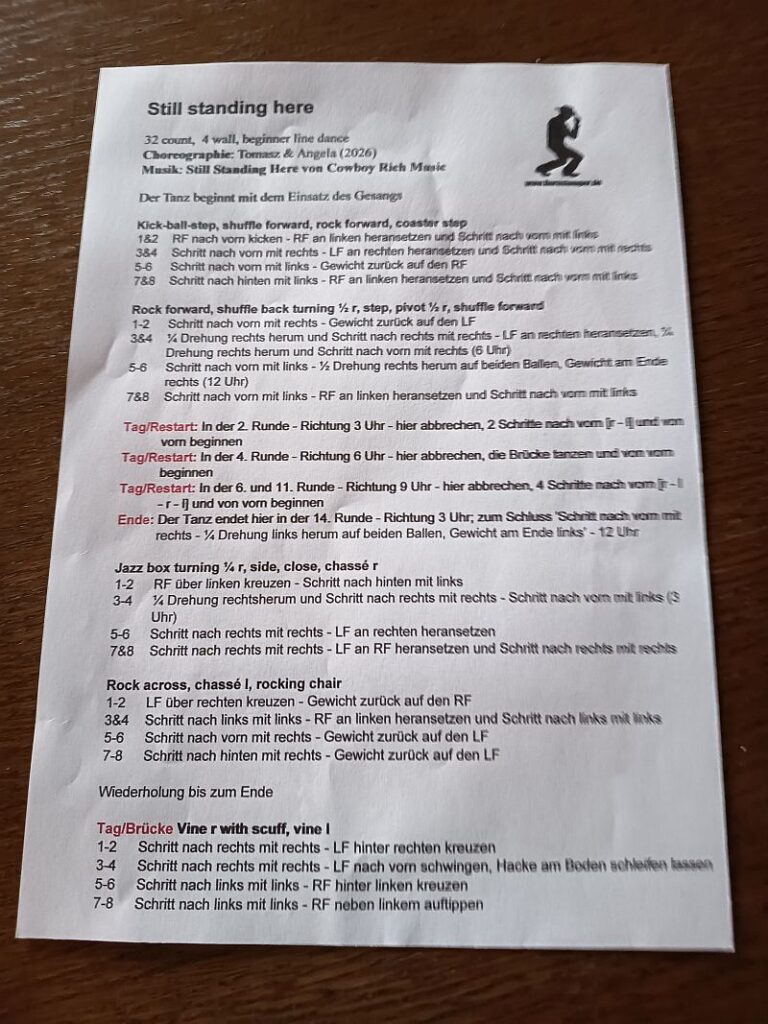 Still standing here
32 count, 4 wall, beginner line dance
Choreographie: Tomasz & Angela (2026)
Musik: Still Standing Here von Cowboy Rich Music
Der Tanz beginnt mit dem Einsatz des Gesangs
Kick-ball-step, shuffle forward, rock forward, coaster step
1&2 RF nach vorn kicken - RF an linken heransetzen und Schritt nach vorn mit links
3&4 Schritt nach vorn mit rechts - LF an rechten heransetzen und Schritt nach vorn mit rechts
5-6 Schritt nach vorn mit links - Gewicht zurück auf den RF
7&8 Schritt nach hinten mit links - RF an linken heransetzen und Schritt nach vorn mit links
Rock forward, shuffle back turning ½ r, step, pivot ½ r, shuffle forward
1-2 Schritt nach vorn mit rechts - Gewicht zurück auf den LF
3&4 ¼ Drehung rechts herum und Schritt nach rechts mit rechts - LF an rechten heransetzen, ¼
Drehung rechts herum und Schritt nach vorn mit rechts (6 Uhr)
5-6 Schritt nach vorn mit links - ½ Drehung rechts herum auf beiden Ballen, Gewicht am Ende
rechts (12 Uhr)
7&8 Schritt nach vorn mit links - RF an linken heransetzen und Schritt nach vorn mit links
Tag/Restart: In der 2. Runde - Richtung 3 Uhr - hier abbrechen, 2 Schritte nach vorn [r - l] und von
vorn beginnen
Tag/Restart: In der 4. Runde - Richtung 6 Uhr - hier abbrechen, die Brücke tanzen und von vorn
beginnen
Tag/Restart: In der 6. und 11. Runde - Richtung 9 Uhr - hier abbrechen, 4 Schritte nach vorn [r - l
- r - l] und von vorn beginnen
Ende: Der Tanz endet hier in der 14. Runde - Richtung 3 Uhr; zum Schluss 'Schritt nach vorn mit
rechts - ¼ Drehung links herum auf beiden Ballen, Gewicht am Ende links' - 12 Uhr
Jazz box turning ¼ r, side, close, chassé r
1-2 RF über linken kreuzen - Schritt nach hinten mit links
3-4 ¼ Drehung rechtsherum und Schritt nach rechts mit rechts - Schritt nach vorn mit links (3
Uhr)
5-6 Schritt nach rechts mit rechts - LF an rechten heransetzen
7&8 Schritt nach rechts mit rechts - LF an RF heransetzen und Schritt nach rechts mit rechts
Rock across, chassé l, rocking chair
1-2 LF über rechten kreuzen - Gewicht zurück auf den RF
3&4 Schritt nach links mit links - RF an linken heransetzen und Schritt nach links mit links
5-6 Schritt nach vorn mit rechts - Gewicht zurück auf den LF
7-8 Schritt nach hinten mit rechts - Gewicht zurück auf den LF
Wiederholung bis zum Ende
Tag/Brücke Vine r with scuff, vine l
1-2 Schritt nach rechts mit rechts - LF hinter rechten kreuzen
3-4 Schritt nach rechts mit rechts - LF nach vorn schwingen, Hacke am Boden schleifen lassen
5-6 Schritt nach links mit links - RF hinter linken kreuzen
7-8 Schritt nach links mit links - RF neben linkem auftippen